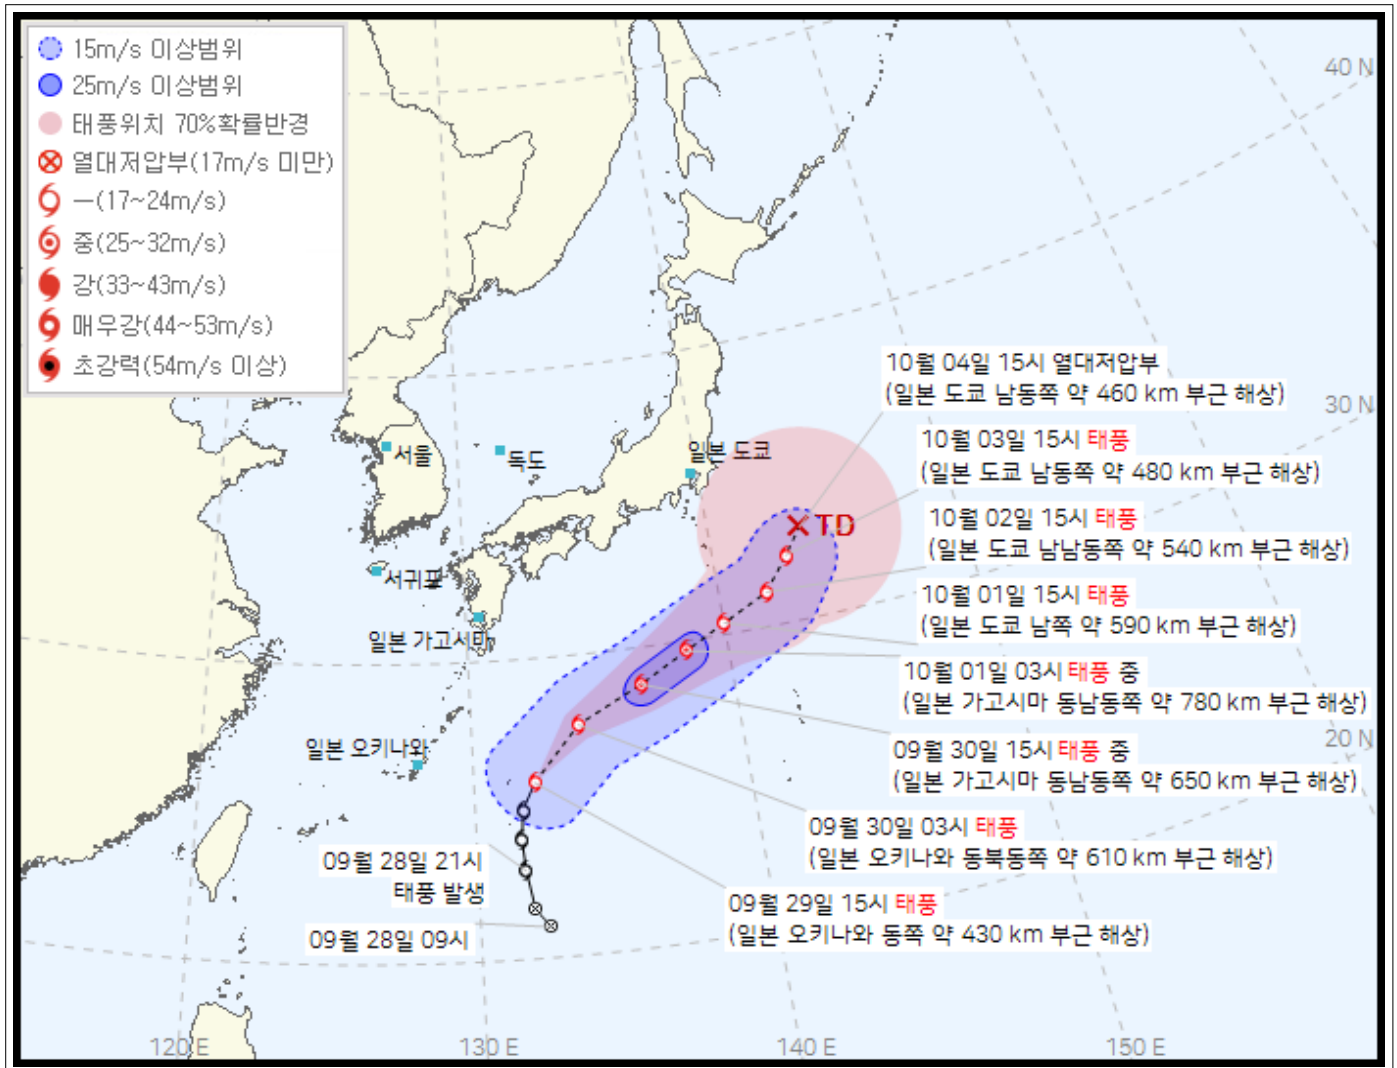 15m/s 이상범위
25m/s 이상범위
태풍위치 70%확률반경
열대저압부(17m/s 미만)
ㅡ(17~24m/s)
중(25~32m/s)
강(33~43m/s)
매우강(44~53m/s)
초강력(54m/s 이상)
40 N
10월 04일 15시 열대저압부
(일본 도쿄 남동쪽 약 460 km 부근 해상)
30 N
10월 03일 15시 태풍
(일본 도쿄 남동쪽 약 480 km 부근 해상)
서울
독도
일본 도쿄
TD
10월 02일 15시 태풍
(일본 도쿄 남남동쪽 약 540 km 부근 해상)
서귀포
10월 01일 15시 태풍
(일본 도쿄 남쪽 약 590 km 부근 해상)
일본 가고시마
10월 01일 03시 태풍 중
(일본 가고시마 동남동쪽 약 780 km 부근 해상)
일본 오키나와
20 N
09월 30일 15시 태풍 중
(일본 가고시마 동남동쪽 약 650 km 부근 해상)
09월 30일 03시 태풍
(일본 오키나와 동북동쪽 약 610 km 부근 해상)
09월 28일 21시
태풍 발생
09월 29일 15시 태풍
(일본 오키나와 동쪽 약 430 km 부근 해상)
09월 28일 09시
120 E
130 E
140 E
150 E